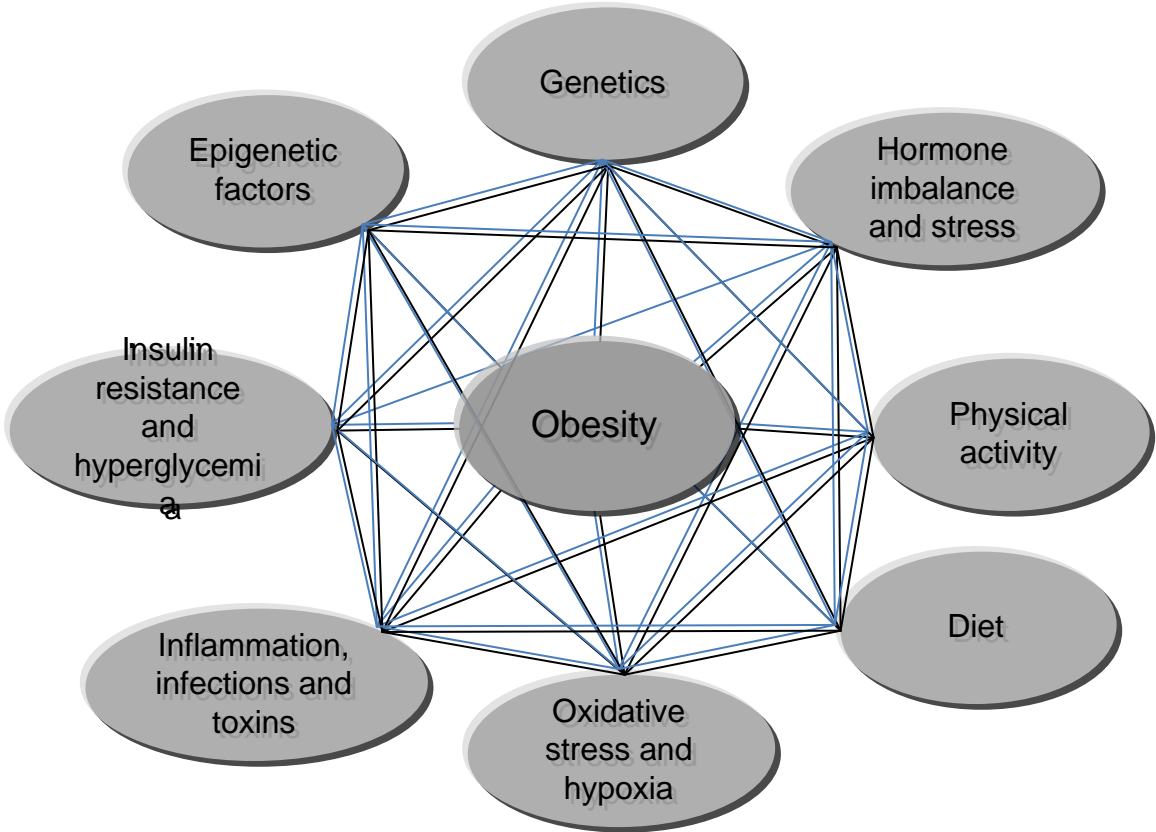 Genetics
Epigenetic
factors
Hormone
imbalance
and stress
Insulin
resistance
and
hyperglycemi
a
Obesity
Physical
activity
Diet
Inflammation,
infections and
toxins
Oxidative
stress and
hypoxia